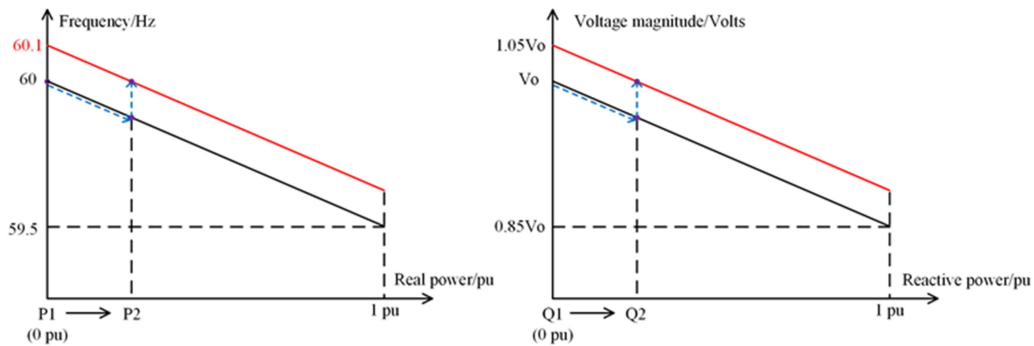 Frequency/Hz
60.1
60
59.5
Real power/pu
P1
P2
1 pu
(0 pu)
Voltage magnitude/Volts
1.05Vo
Vo
0.85Vo
Reactive power/pu
Q1
Q2
1 pu
(0 pu)